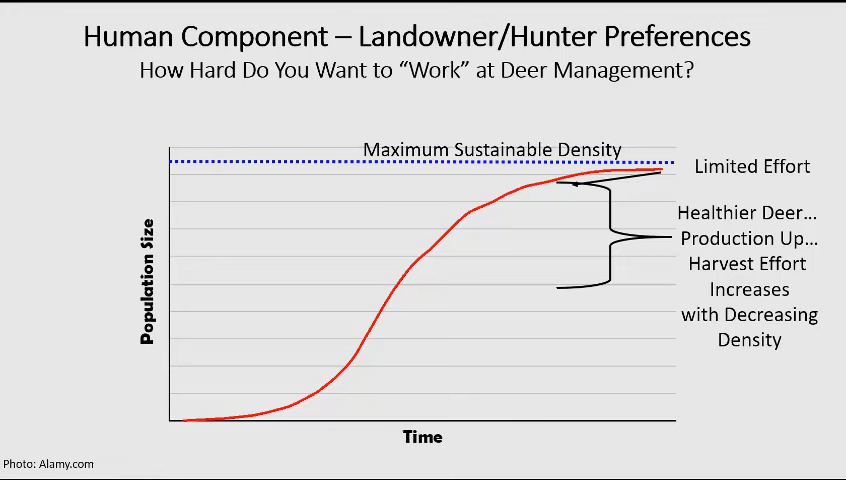 Human Component – Landowner/Hunter Preferences
How Hard Do You Want to “Work” at Deer Management?
Maximum Sustainable Density
Limited Effort
Healthier Deer…
Production Up…
Harvest Effort
Increases
with Decreasing
Density
Population Size
Time
Photo: Alamy.com